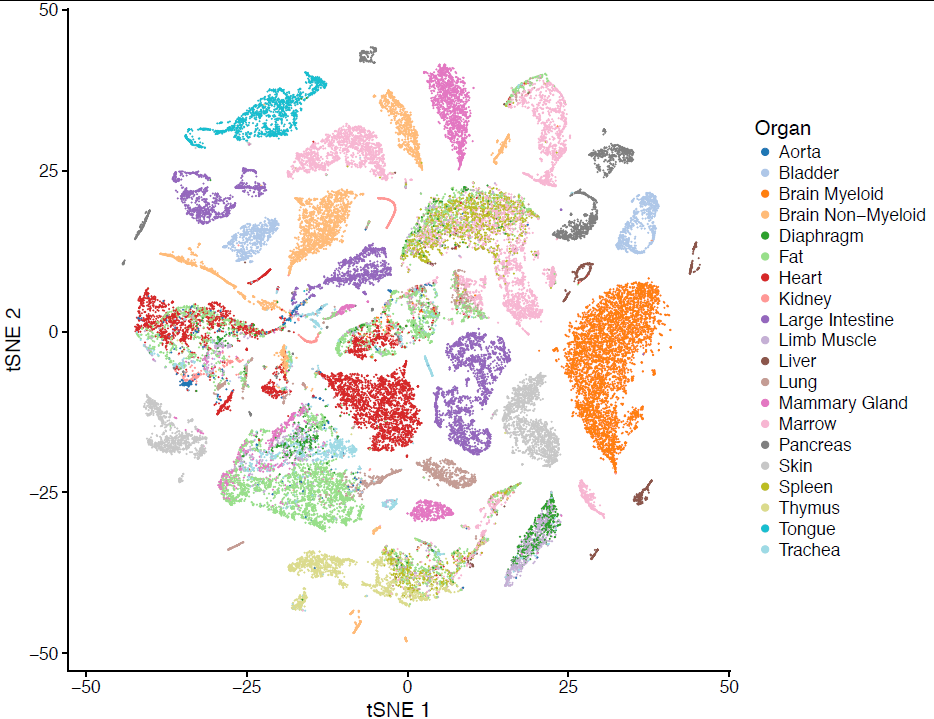 50
25
0
−25
−50
tSNE 2
−50
−25
0
25
50
tSNE 1
Organ
Aorta
Bladder
Brain Myeloid
Brain Non−Myeloid
Diaphragm
Fat
Heart
Kidney
Large Intestine
Limb Muscle
Liver
Lung
Mammary Gland
Marrow
Pancreas
Skin
Spleen
Thymus
Tongue
Trachea